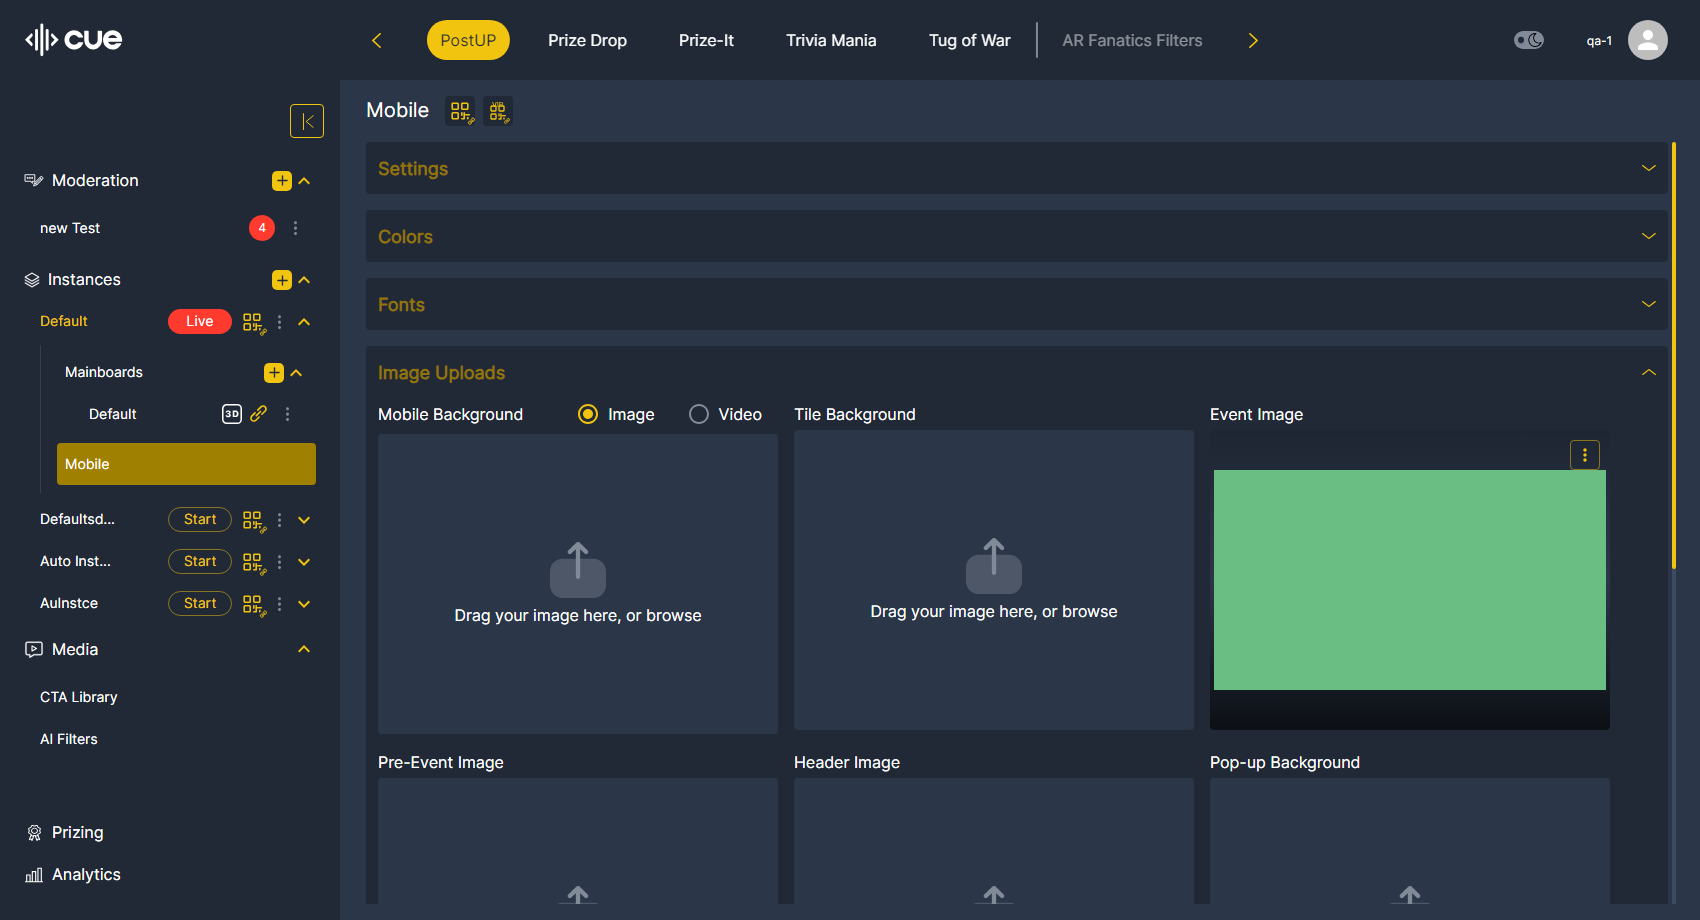 cue
PostUP
Prize Drop
Prize-It
Trivia Mania
Tug of War
AR Fanatics Filters
qa-1
Moderation
new Test
4
Instances
Default
Live
Mainboards
Default
3D
Mobile
Defaultsd...
Start
Auto Inst...
Start
AuInstce
Start
Media
CTA Library
AI Filters
Prizing
Analytics
Mobile
VIP
Settings
Colors
Fonts
Image Uploads
Mobile Background
Image
Video
Tile Background
Event Image
Drag your image here, or browse
Drag your image here, or browse
Pre-Event Image
Header Image
Pop-up Background